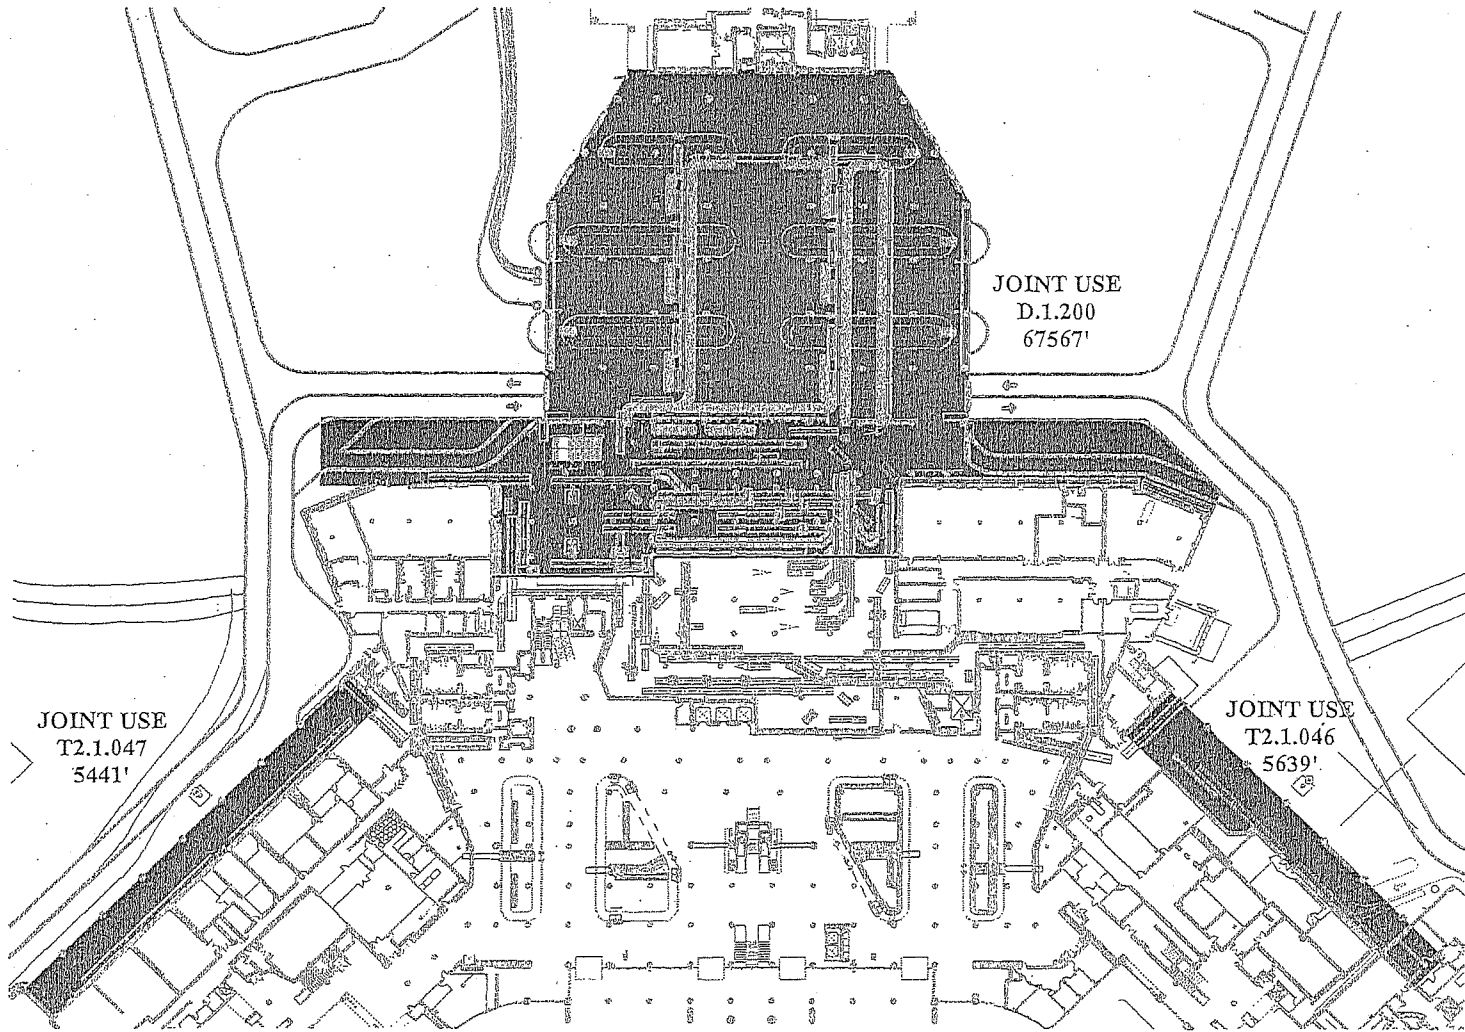 JOINT USE
D.1.200
67567'
JOINT USE
T2.1.047
5441'
JOINT USE
T2.1.046
5639'